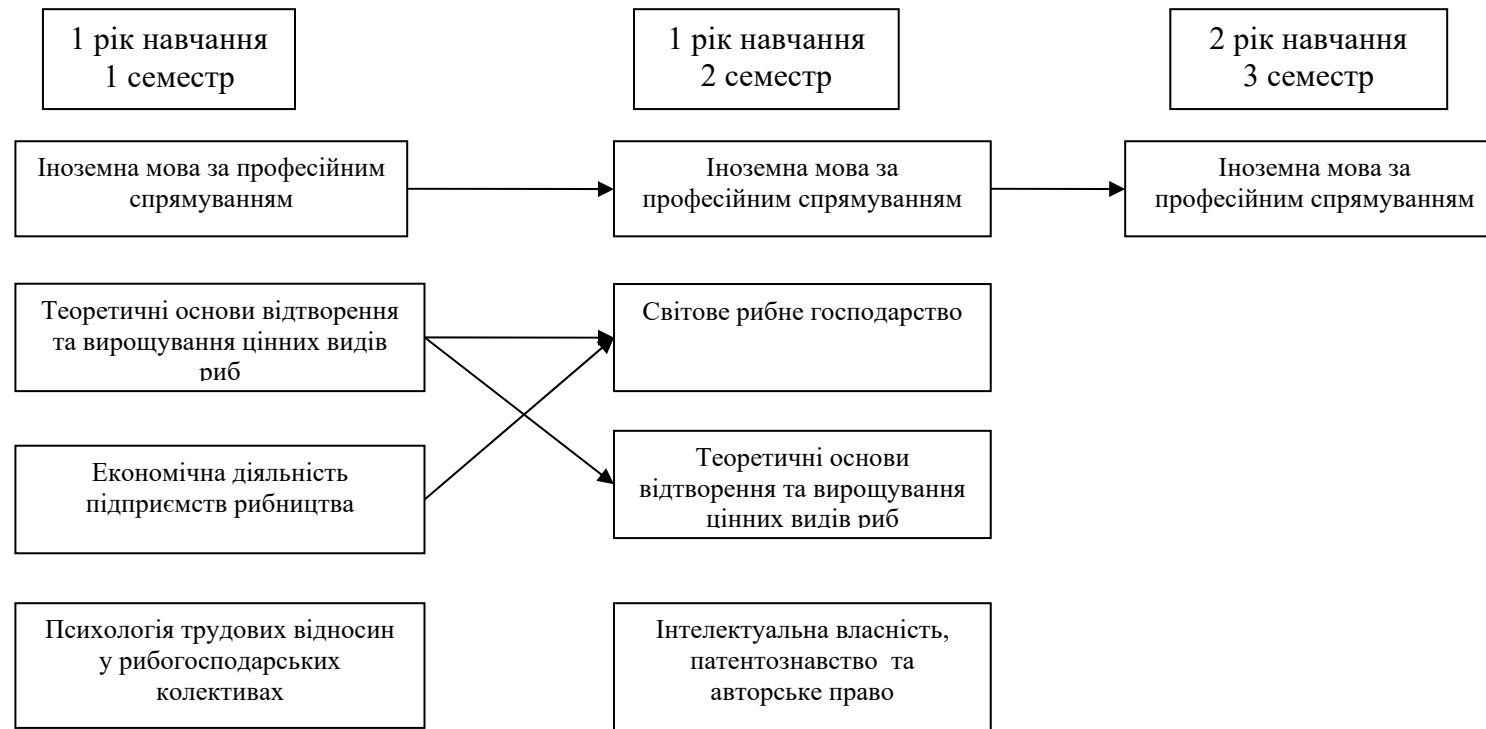 1 рік навчання
1 семестр
1 рік навчання
2 семестр
2 рік навчання
3 семестр
Іноземна мова за професійним
спрямуванням
Іноземна мова за
професійним спрямуванням
Іноземна мова за
професійним спрямуванням
Теоретичні основи відтворення
та вирощування цінних видів
риб
Світове рибне господарство
Економічна діяльність
підприємств рибництва
Теоретичні основи
відтворення та вирощування
цінних видів риб
Психологія трудових відносин
у рибогосподарських
колективах
Інтелектуальна власність,
патентознавство та
авторське право